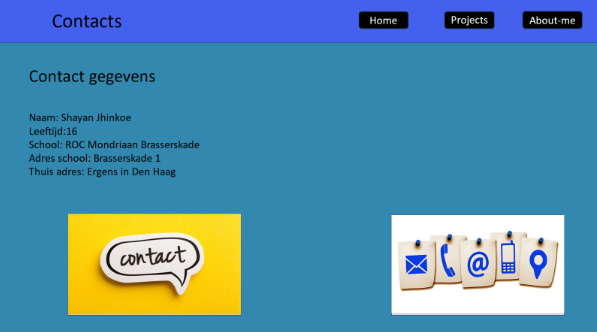 Contacts
Home
Projects
About-me
Contact gegevens
Naam: Shayan Jhinkoe
Leeftijd:16
School: ROC Mondriaan Brasserskade
Adres school: Brasserskade 1
Thuis adres: Ergens in Den Haag
contact
@